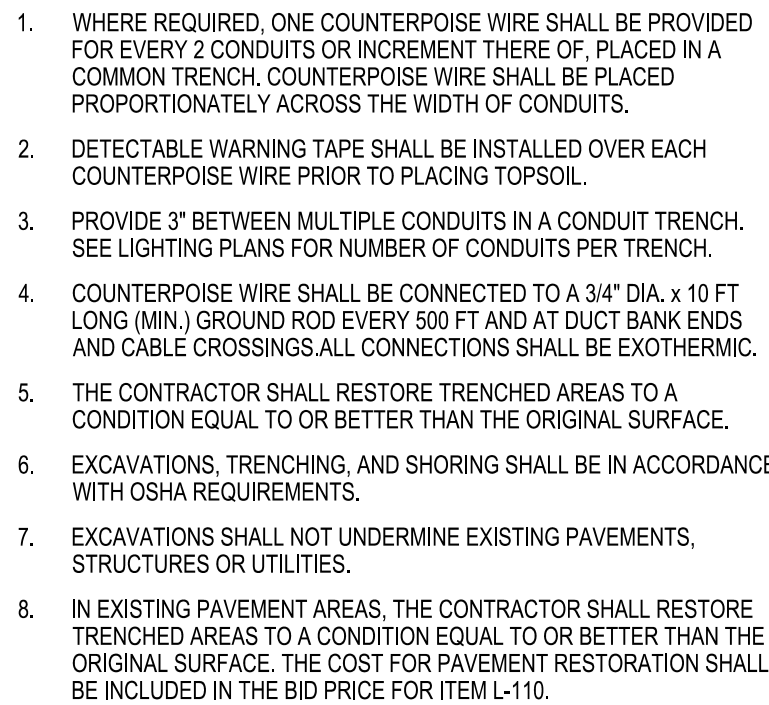 1. WHERE REQUIRED, ONE COUNTERPOISE WIRE SHALL BE PROVIDED
FOR EVERY 2 CONDUITS OR INCREMENT THERE OF, PLACED IN A
COMMON TRENCH. COUNTERPOISE WIRE SHALL BE PLACED
PROPORTIONATELY ACROSS THE WIDTH OF CONDUITS.
2. DETECTABLE WARNING TAPE SHALL BE INSTALLED OVER EACH
COUNTERPOISE WIRE PRIOR TO PLACING TOPSOIL.
3. PROVIDE 3" BETWEEN MULTIPLE CONDUITS IN A CONDUIT TRENCH.
SEE LIGHTING PLANS FOR NUMBER OF CONDUITS PER TRENCH.
4. COUNTERPOISE WIRE SHALL BE CONNECTED TO A 3/4" DIA. x 10 FT
LONG (MIN.) GROUND ROD EVERY 500 FT AND AT DUCT BANK ENDS
AND CABLE CROSSINGS.ALL CONNECTIONS SHALL BE EXOTHERMIC.
5. THE CONTRACTOR SHALL RESTORE TRENCHED AREAS TO A
CONDITION EQUAL TO OR BETTER THAN THE ORIGINAL SURFACE.
6. EXCAVATIONS, TRENCHING, AND SHORING SHALL BE IN ACCORDANCE
WITH OSHA REQUIREMENTS.
7. EXCAVATIONS SHALL NOT UNDERMINE EXISTING PAVEMENTS,
STRUCTURES OR UTILITIES.
8. IN EXISTING PAVEMENT AREAS, THE CONTRACTOR SHALL RESTORE
TRENCHED AREAS TO A CONDITION EQUAL TO OR BETTER THAN THE
ORIGINAL SURFACE. THE COST FOR PAVEMENT RESTORATION SHALL
BE INCLUDED IN THE BID PRICE FOR ITEM L-110.